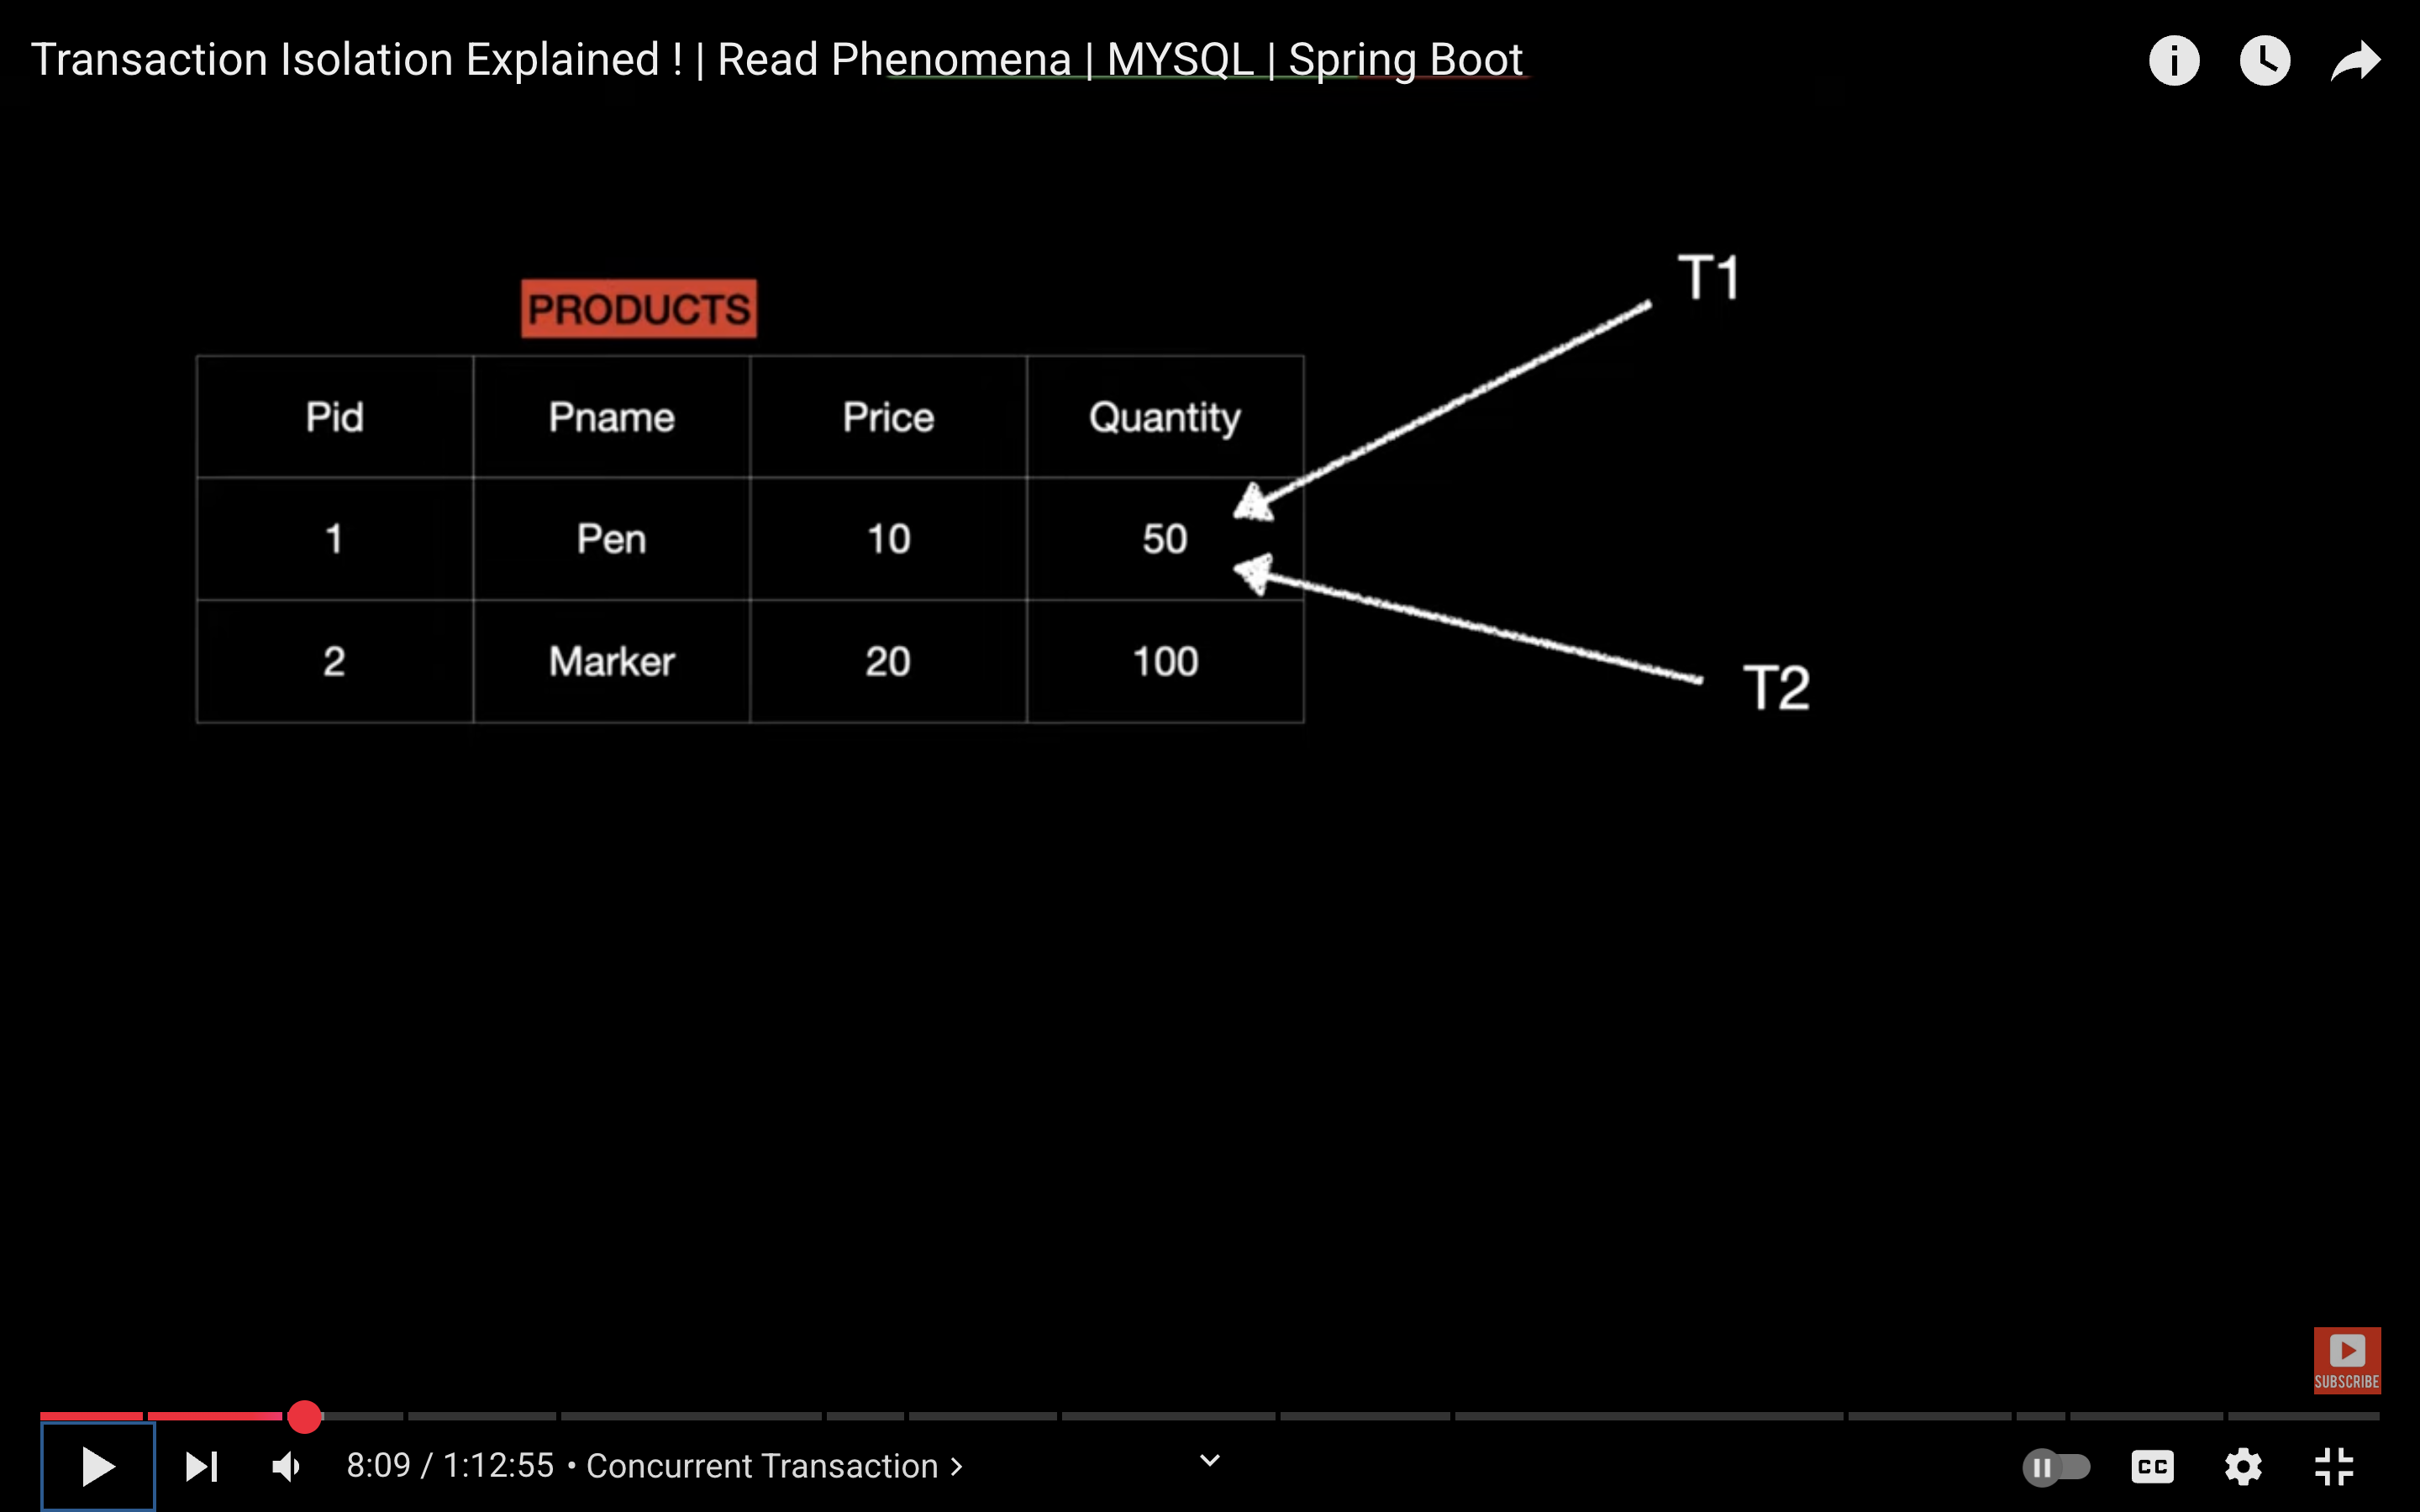 Transaction Isolation Explained ! | Read Phenomena | MYSQL | Spring Boot
T1
PRODUCTS
Pid Pname Price Quantity
1 Pen 10 50
2 Marker 20 100
T2
SUBSCRIBE
8:09 / 1:12:55 • Concurrent Transaction >
CC